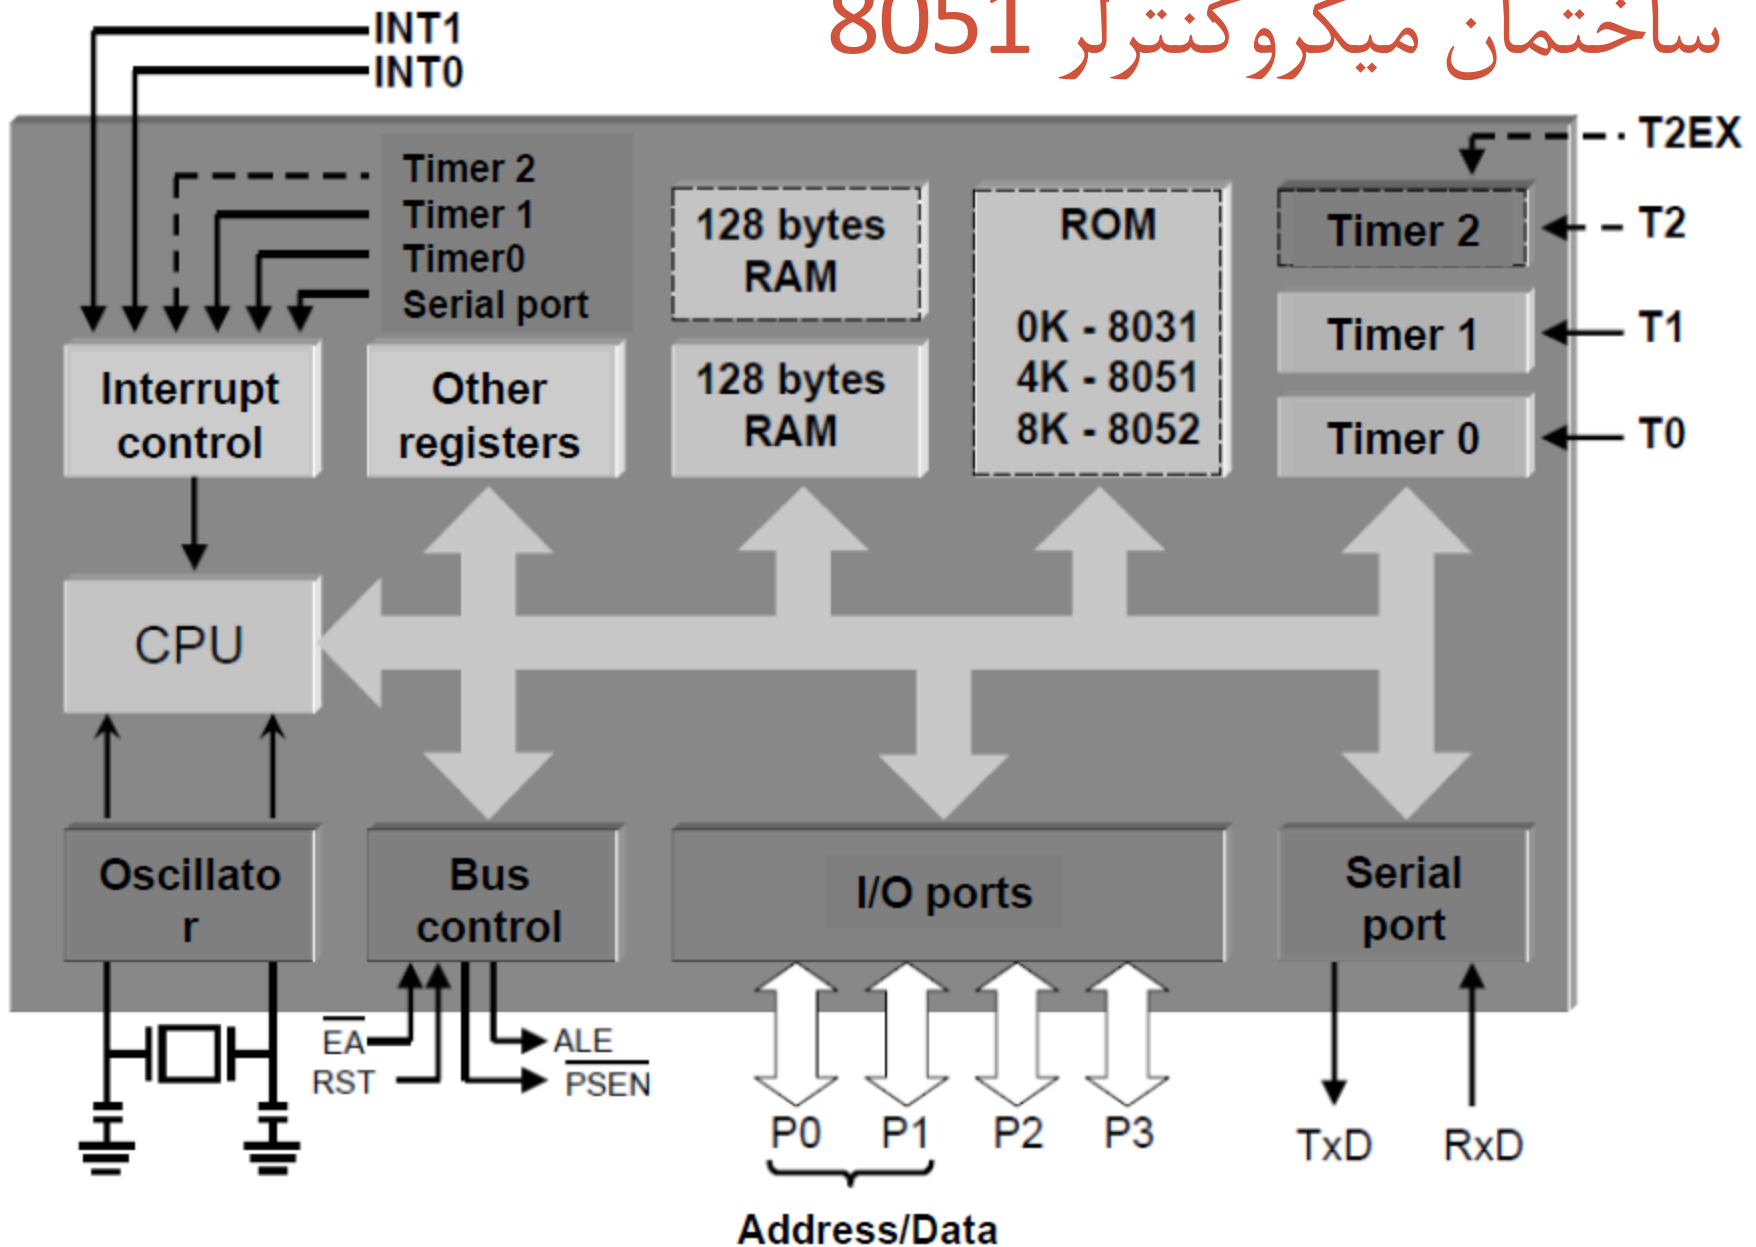 ساختمان میکروکنترلر 8051
INT1
INT0
T2EX
Timer 2
Timer 1
Timer0
Serial port
128 bytes
RAM
128 bytes
RAM
ROM
0K - 8031
4K - 8051
8K - 8052
Timer 2
T2
Timer 1
T1
Timer 0
T0
Interrupt
control
Other
registers
CPU
Oscillato
r
Bus
control
I/O ports
Serial
port
EA
RST
ALE
PSEN
P0
P1
P2
P3
TxD
RxD
Address/Data